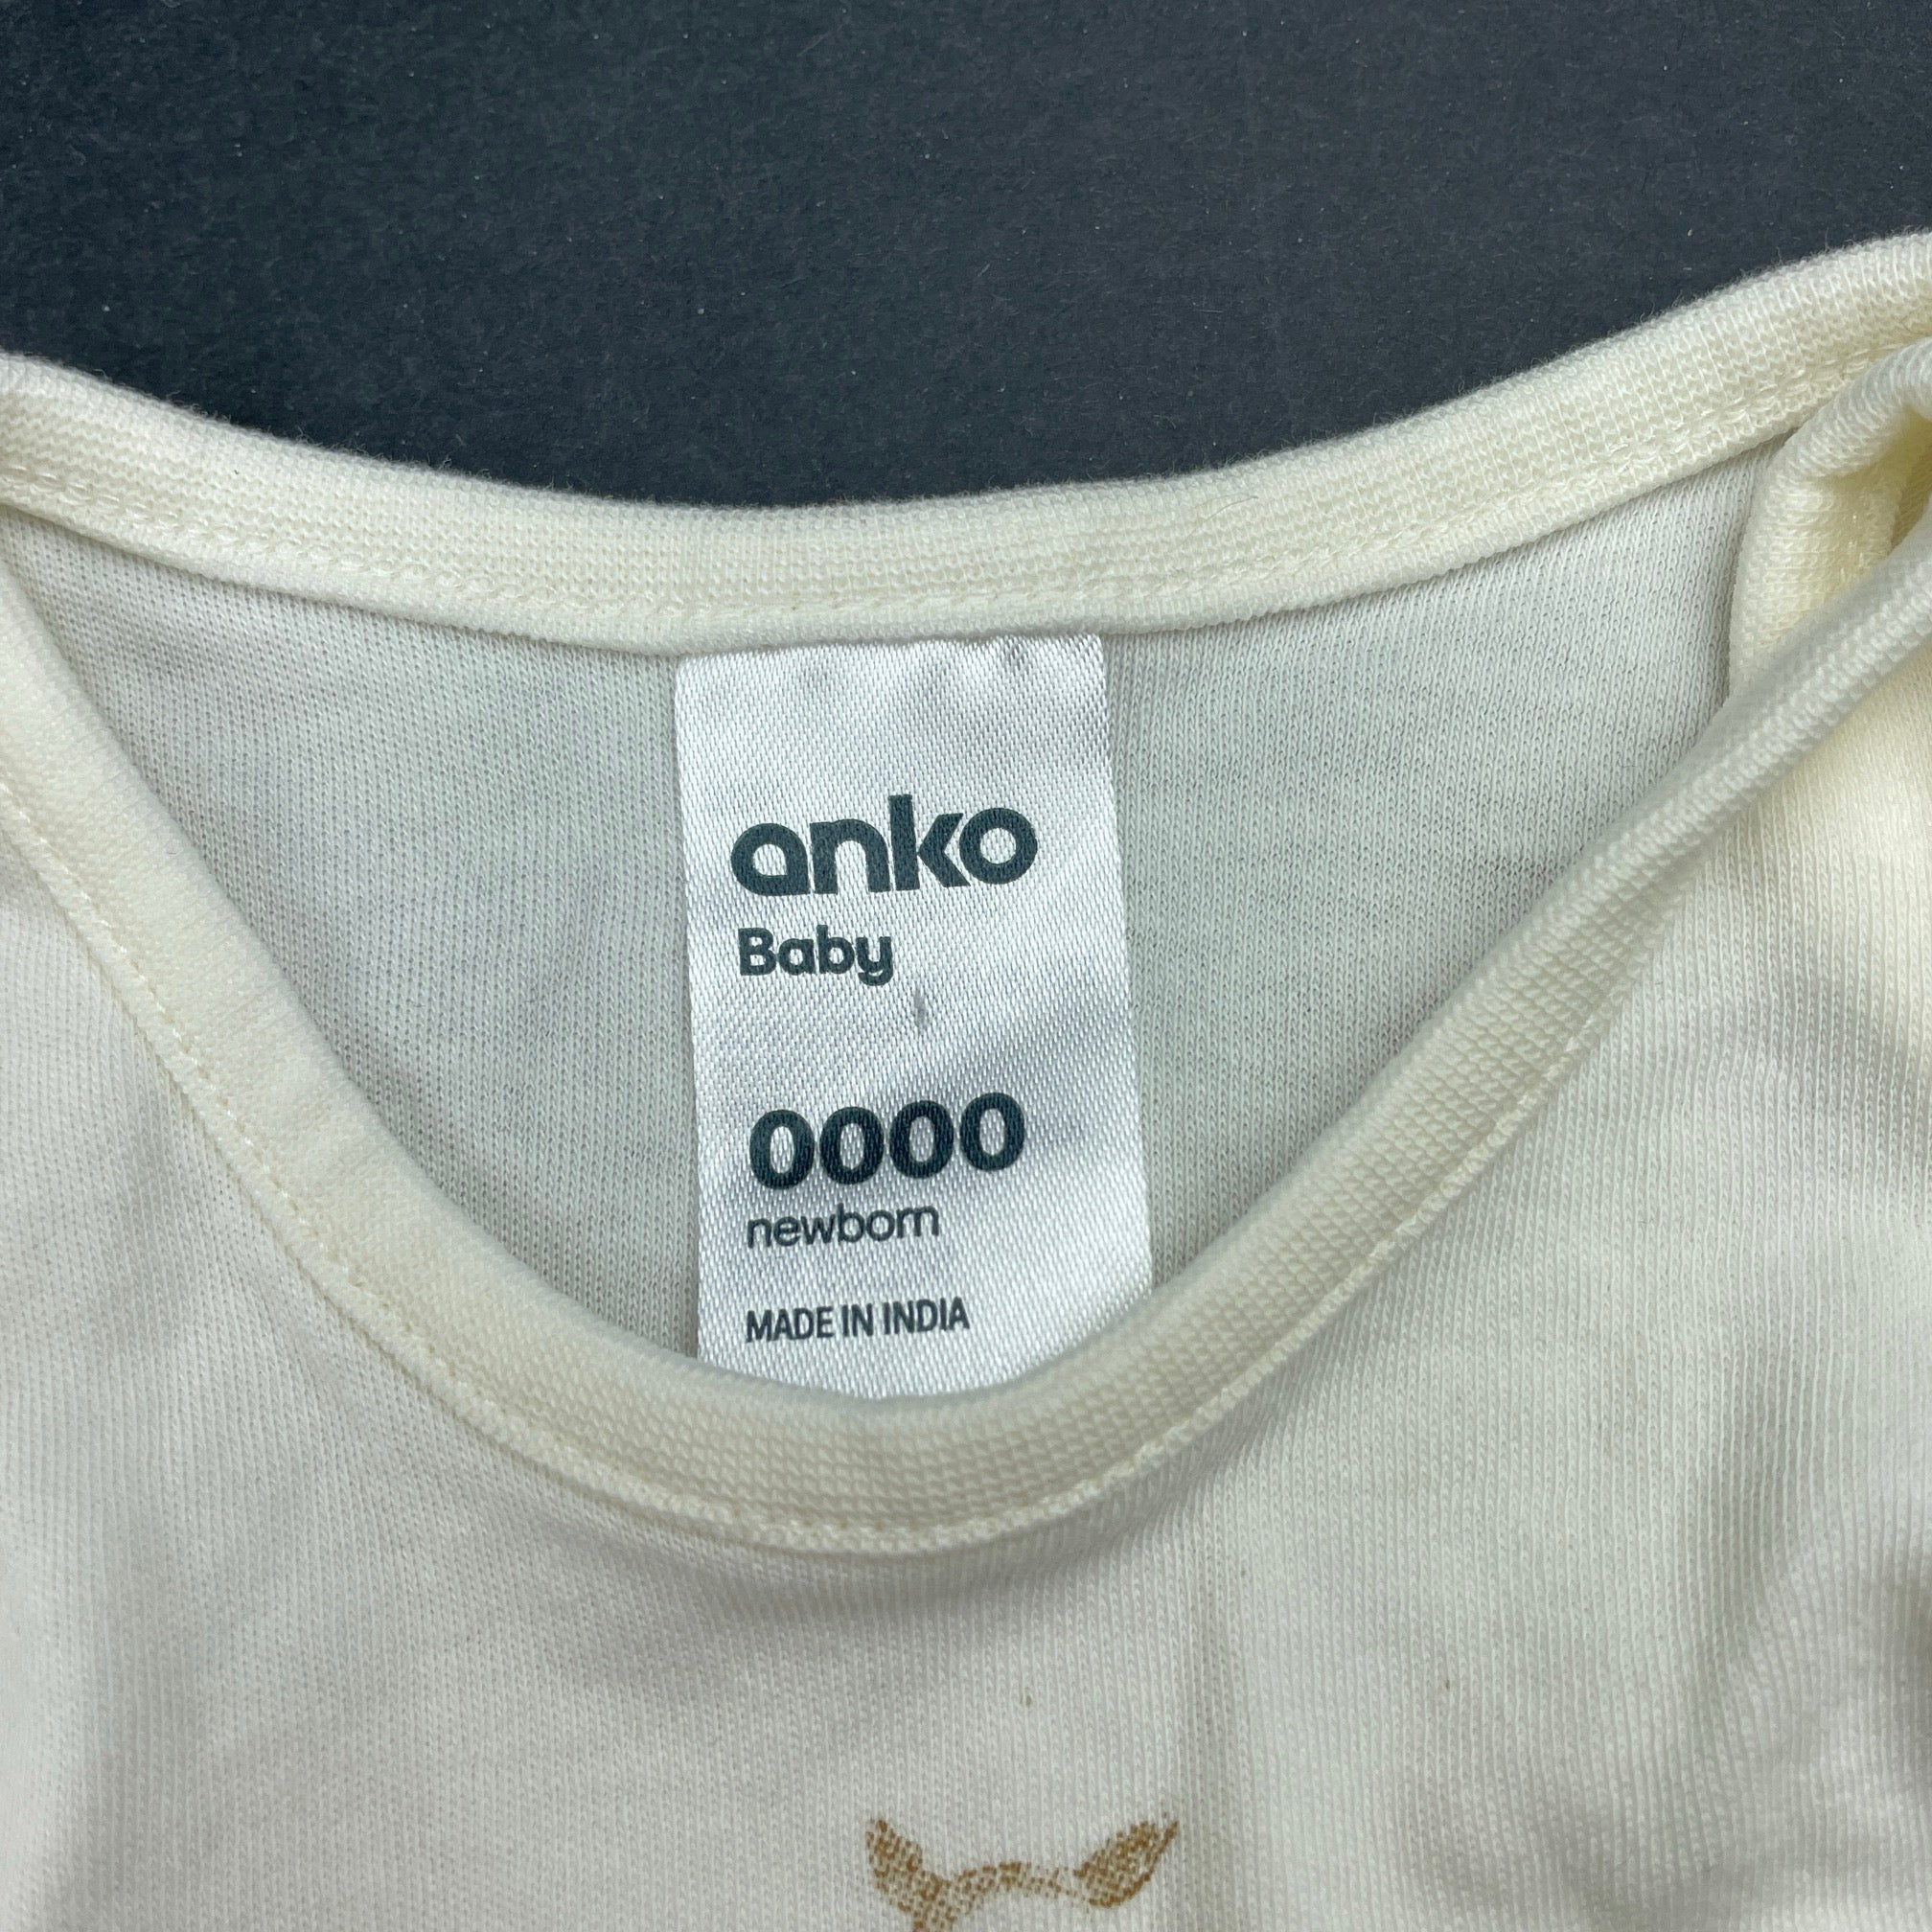 anko
Baby
0000
newborn
MADE IN INDIA